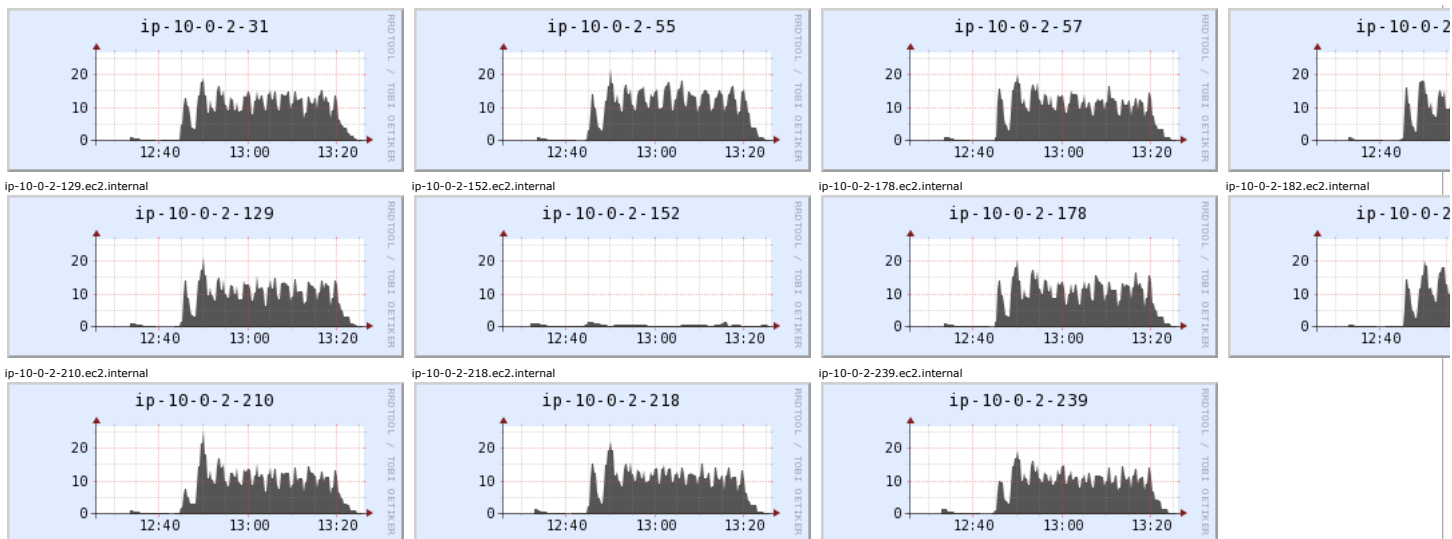 ip-10-0-2-31 ip-10-0-2-55 ip-10-0-2-57 ip-10-0-2
RRDTOOL / TOBI OETIKER RRDTOOL / TOBI OETIKER RRDTOOL / TOBI OETIKER
20 20 20 20
10 10 10 10
0 0 0 0
12:40 13:00 13:20 12:40 13:00 13:20 12:40 13:00 13:20 12:40
ip-10-0-2-129.ec2.internal ip-10-0-2-152.ec2.internal ip-10-0-2-178.ec2.internal ip-10-0-2-182.ec2.internal
ip-10-0-2-129 ip-10-0-2-152 ip-10-0-2-178 ip-10-0-2
RRDTOOL / TOBI OETIKER RRDTOOL / TOBI OETIKER RRDTOOL / TOBI OETIKER
20 20 20 20
10 10 10 10
0 0 0 0
12:40 13:00 13:20 12:40 13:00 13:20 12:40 13:00 13:20 12:40
ip-10-0-2-210.ec2.internal ip-10-0-2-218.ec2.internal ip-10-0-2-239.ec2.internal
ip-10-0-2-210 ip-10-0-2-218 ip-10-0-2-239
RRDTOOL / TOBI OETIKER RRDTOOL / TOBI OETIKER RRDTOOL / TOBI OETIKER
20 20 20
10 10 10
0 0 0
12:40 13:00 13:20 12:40 13:00 13:20 12:40 13:00 13:20